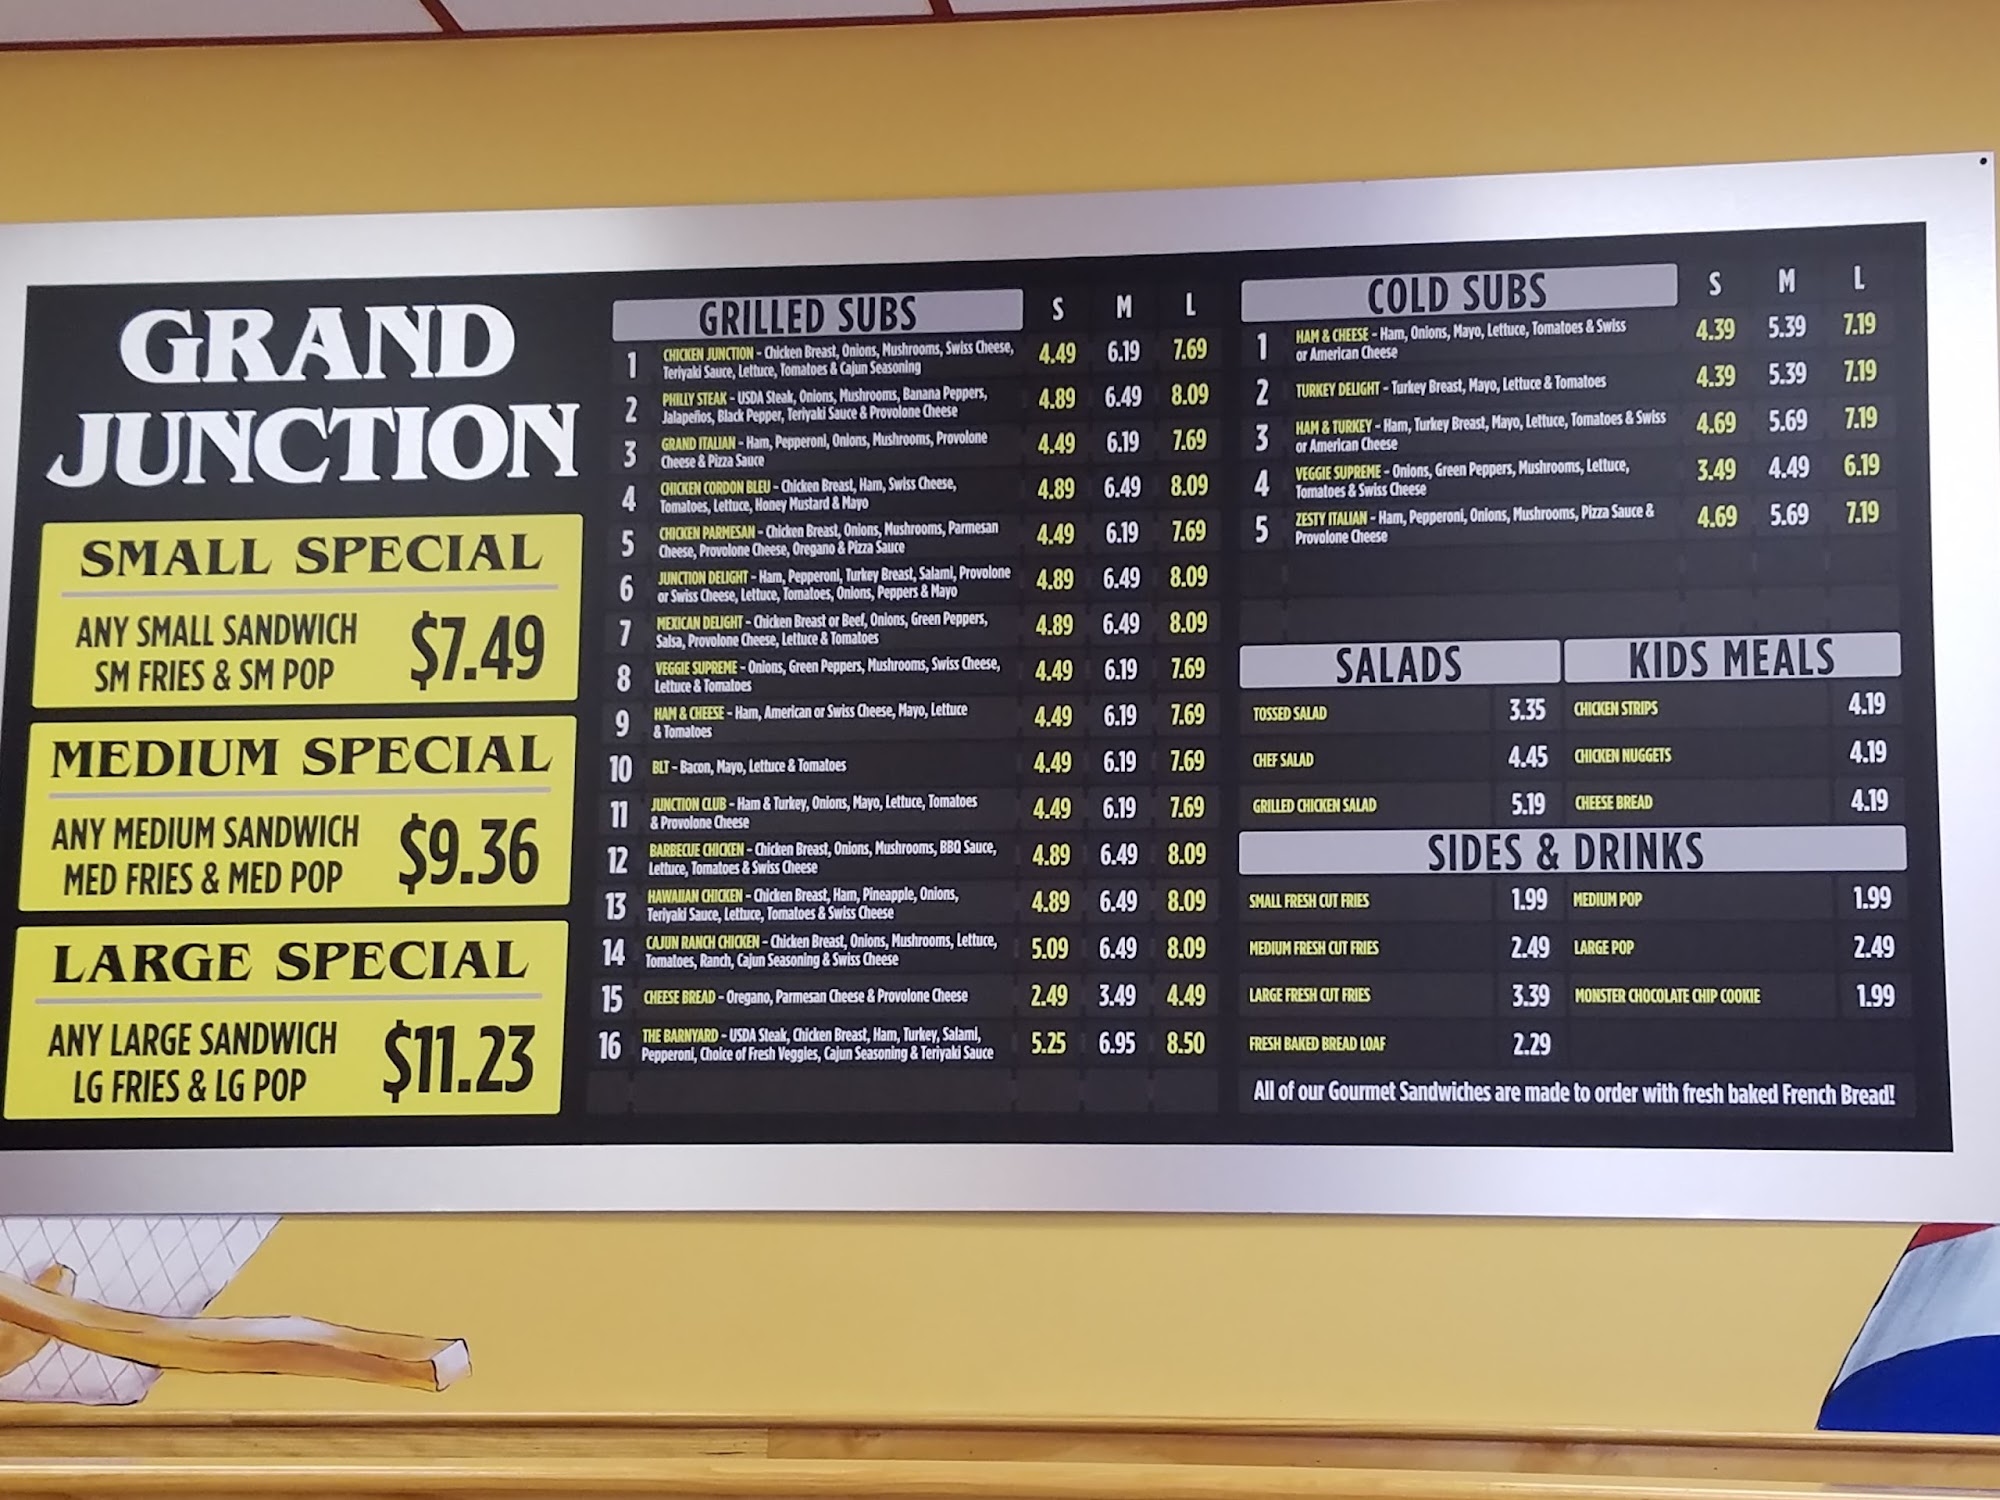 GRAND
JUNCTION
SMALL SPECIAL
ANY SMALL SANDWICH
SM FRIES & SM POP
$7.49
MEDIUM SPECIAL
ANY MEDIUM SANDWICH
MED FRIES & MED POP
$9.36
LARGE SPECIAL
ANY LARGE SANDWICH
LG FRIES & LG POP
$11.23
GRILLED SUBS S M L
1 CHICKEN JUNCTION - Chicken Breast, Onions, Mushrooms, Swiss Cheese, 4.49 6.19 7.69
Teriyaki Sauce, Lettuce, Tomatoes & Cajun Seasoning
2 PHILLY STEAK - USDA Steak, Onions, Mushrooms, Banana Peppers, 4.89 6.49 8.09
Jalapeños, Black Pepper, Teriyaki Sauce & Provolone Cheese
3 GRAND ITALIAN - Ham, Pepperoni, Onions, Mushrooms, Provolone 4.49 6.19 7.69
Cheese & Pizza Sauce
4 CHICKEN CORDON BLEU - Chicken Breast, Ham, Swiss Cheese, 4.89 6.49 8.09
Tomatoes, Lettuce, Honey Mustard & Mayo
5 CHICKEN PARMESAN - Chicken Breast, Onions, Mushrooms, Parmesan 4.49 6.19 7.69
Cheese, Provolone Cheese, Oregano & Pizza Sauce
6 JUNCTION DELIGHT - Ham, Pepperoni, Turkey Breast, Salami, Provolone 4.89 6.49 8.09
or Swiss Cheese, Lettuce, Tomatoes, Onions, Peppers & Mayo
7 MEXICAN DELIGHT - Chicken Breast or Beef, Onions, Green Peppers, 4.89 6.49 8.09
Salsa, Provolone Cheese, Lettuce & Tomatoes
8 VEGGIE SUPREME - Onions, Green Peppers, Mushrooms, Swiss Cheese, 4.49 6.19 7.69
Lettuce & Tomatoes
9 HAM & CHEESE - Ham, American or Swiss Cheese, Mayo, Lettuce 4.49 6.19 7.69
& Tomatoes
10 BLT - Bacon, Mayo, Lettuce & Tomatoes 4.49 6.19 7.69
11 JUNCTION CLUB - Ham & Turkey, Onions, Mayo, Lettuce, Tomatoes 4.49 6.19 7.69
& Provolone Cheese
12 BARBECUE CHICKEN - Chicken Breast, Onions, Mushrooms, BBQ Sauce, 4.89 6.49 8.09
Lettuce, Tomatoes & Swiss Cheese
13 HAWAIIAN CHICKEN - Chicken Breast, Ham, Pineapple, Onions, 4.89 6.49 8.09
Teriyaki Sauce, Lettuce, Tomatoes & Swiss Cheese
14 CAJUN RANCH CHICKEN - Chicken Breast, Onions, Mushrooms, Lettuce, 5.09 6.49 8.09
Tomatoes, Ranch, Cajun Seasoning & Swiss Cheese
15 CHEESE BREAD - Oregano, Parmesan Cheese & Provolone Cheese 2.49 3.49 4.49
16 THE BARNYARD - USDA Steak, Chicken Breast, Ham, Turkey, Salami, 5.25 6.95 8.50
Pepperoni, Choice of Fresh Veggies, Cajun Seasoning & Teriyaki Sauce
COLD SUBS S M L
1 HAM & CHEESE - Ham, Onions, Mayo, Lettuce, Tomatoes & Swiss 4.39 5.39 7.19
or American Cheese
2 TURKEY DELIGHT - Turkey Breast, Mayo, Lettuce & Tomatoes 4.39 5.39 7.19
3 HAM & TURKEY - Ham, Turkey Breast, Mayo, Lettuce, Tomatoes & Swiss 4.69 5.69 7.19
or American Cheese
4 VEGGIE SUPREME - Onions, Green Peppers, Mushrooms, Lettuce, 3.49 4.49 6.19
Tomatoes & Swiss Cheese
5 ZESTY ITALIAN - Ham, Pepperoni, Onions, Mushrooms, Pizza Sauce & 4.69 5.69 7.19
Provolone Cheese
SALADS
TOSSED SALAD 3.35
CHEF SALAD 4.45
GRILLED CHICKEN SALAD 5.19
KIDS MEALS
CHICKEN STRIPS 4.19
CHICKEN NUGGETS 4.19
CHEESE BREAD 4.19
SIDES & DRINKS
SMALL FRESH CUT FRIES 1.99
MEDIUM FRESH CUT FRIES 2.49
LARGE FRESH CUT FRIES 3.39
FRESH BAKED BREAD LOAF 2.29
MEDIUM POP 1.99
LARGE POP 2.49
MONSTER CHOCOLATE CHIP COOKIE 1.99
All of our Gourmet Sandwiches are made to order with fresh baked French Bread!